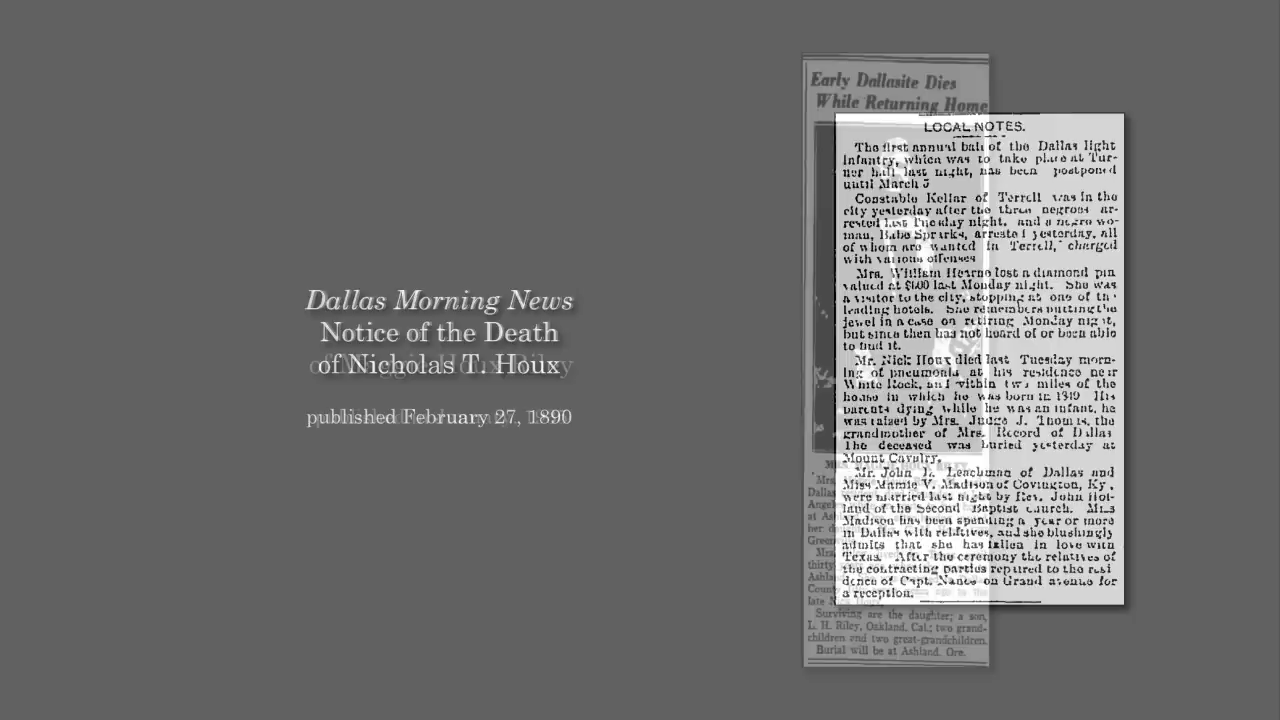 Dallas Morning News
Notice of the Death
of Nicholas T. Houx
published February 27, 1890
Early Dallasite Dies
While Returning Home
LOCAL NOTES.
The first annual ball of the Dallas light
infantry, which was to take place at Tur-
ner hall last night, has been postponed
until March 5
Constable Kellar of Terrell was in the
city yesterday after the three negroes ar-
rested last Tuesday night, and a negro wo-
man, Babe Sparks, arrested yesterday, all
of whom are wanted in Terrell, charged
with various offenses
Mrs. William Hearne lost a diamond pin
valued at last Monday night. She was
a visitor to the city, stopping at one of the
leading hotels. She remembers putting the
jewel in a case on retiring Monday night,
but since then has not heard of or been able
to find it.
Mr. Nick Houx died last Tuesday morn-
ing of pneumonia at his residence near
White Rock, and within two miles of the
house in which he was born in His
parents dying while he was an infant, he
was raised by Mrs. Judge J. Thomas, the
grandmother of Mrs. Record of Dallas
The deceased was buried yesterday at
Mount Cavalry.
Mr. John Leachman of Dallas and
Miss Mamie V. Madison of Covington, Ky.,
were married last night by Rev. John Hol-
land of the Second Baptist church. Miss
Madison has been spending a year or more
in Dallas with relatives, and she blushingly
admits that she has fallen in love with
Texas. After the ceremony the relatives of
the contracting parties repaired to the resi
dence of Capt. Nance on Grand avenue for
a reception.
Surviving are the daughter; a son,
L. H. Riley, Oakland, Cal.; two grand-
children and two great-grandchildren.
Burial will be at Ashland, Ore.